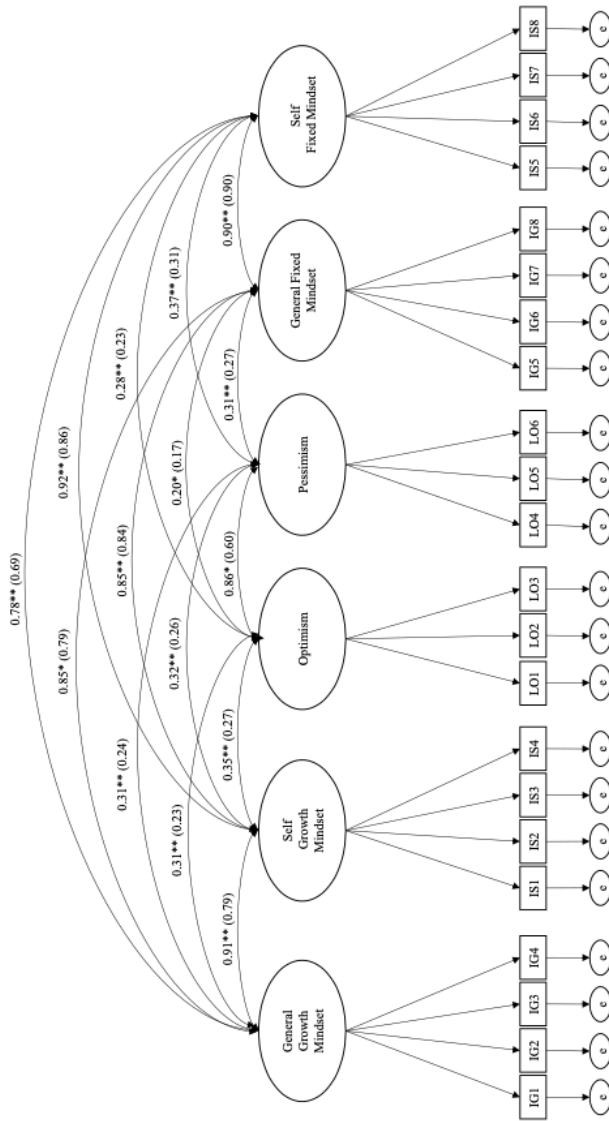 0.78** (0.69)
0.85* (0.79)
0.92** (0.86)
0.31** (0.24)
0.85** (0.84)
0.28** (0.23)
0.31** (0.23)
0.32** (0.26)
0.20* (0.17)
0.37** (0.31)
0.91** (0.79)
0.35** (0.27)
0.86* (0.60)
0.31** (0.27)
0.90** (0.90)
General
Growth
Mindset
Self
Growth
Mindset
Optimism
Pessimism
General Fixed
Mindset
Self
Fixed Mindset
IG1 IG2 IG3 IG4 IS1 IS2 IS3 IS4 LO1 LO2 LO3 LO4 LO5 LO6 IG5 IG6 IG7 IG8 IS5 IS6 IS7 IS8
e e e e e e e e e e e e e e e e e e e e e e